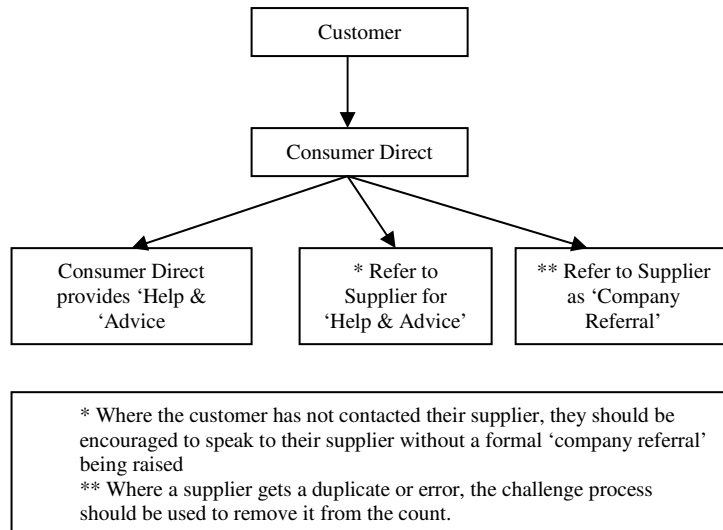 Customer
Consumer Direct
Consumer Direct
provides ‘Help &
‘Advice
* Refer to
Supplier for
‘Help & Advice’
** Refer to Supplier
as ‘Company
Referral’
* Where the customer has not contacted their supplier, they should be
encouraged to speak to their supplier without a formal ‘company referral’
being raised
** Where a supplier gets a duplicate or error, the challenge process
should be used to remove it from the count.